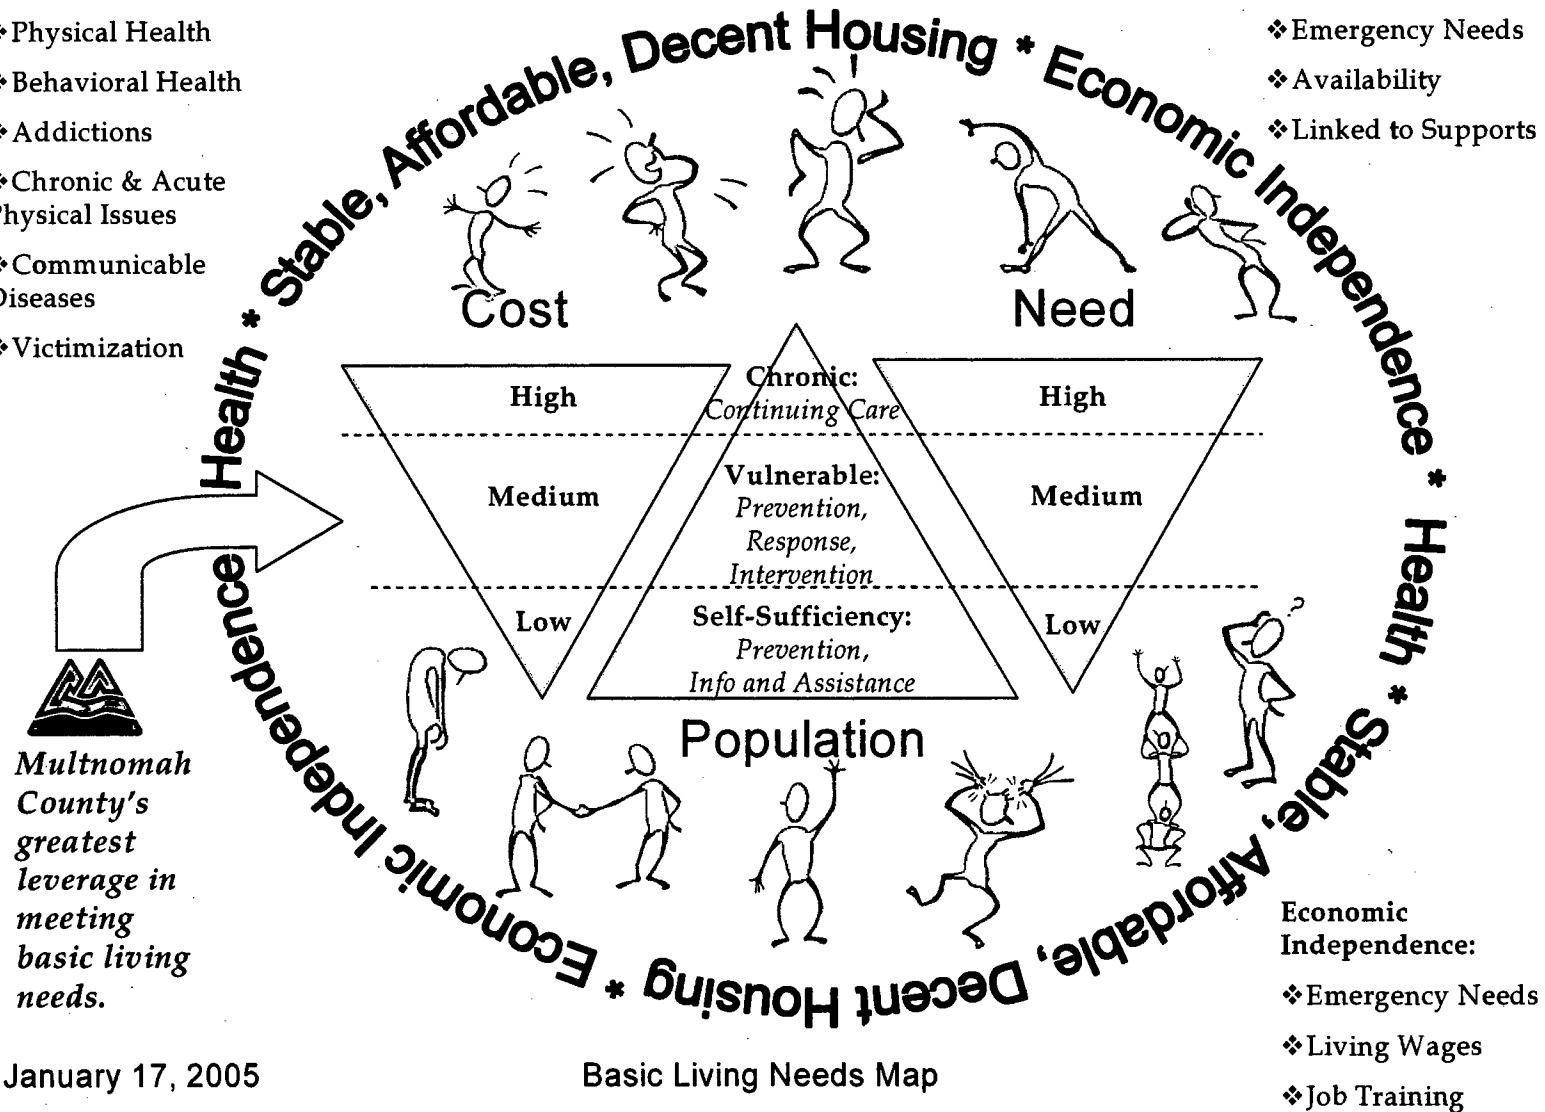 ❖Physical Health
❖Behavioral Health
❖Addictions
❖Chronic & Acute
Physical Issues
❖Communicable
Diseases
❖Victimization
❖Emergency Needs
❖Availability
❖Linked to Supports
Health * Stable, Affordable, Decent Housing * Economic Independence * Health * Stable, Affordable, Decent Housing * Economic Independence
Cost
High
Medium
Low
Need
High
Medium
Low
Chronic:
Continuing Care
Vulnerable:
Prevention,
Response,
Intervention
Self-Sufficiency:
Prevention,
Info and Assistance
Population
?
Multnomah
County's
greatest
leverage in
meeting
basic living
needs.
Economic
Independence:
❖Emergency Needs
❖Living Wages
❖Job Training
January 17, 2005
Basic Living Needs Map